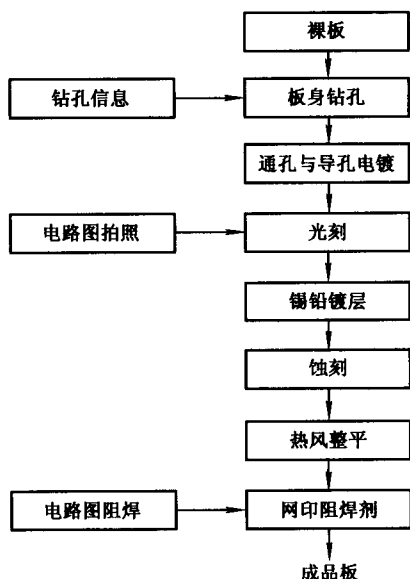 裸板
钻孔信息
板身钻孔
通孔与导孔电镀
电路图拍照
光刻
锡铅镀层
蚀刻
热风整平
电路图阻焊
网印阻焊剂
成品板